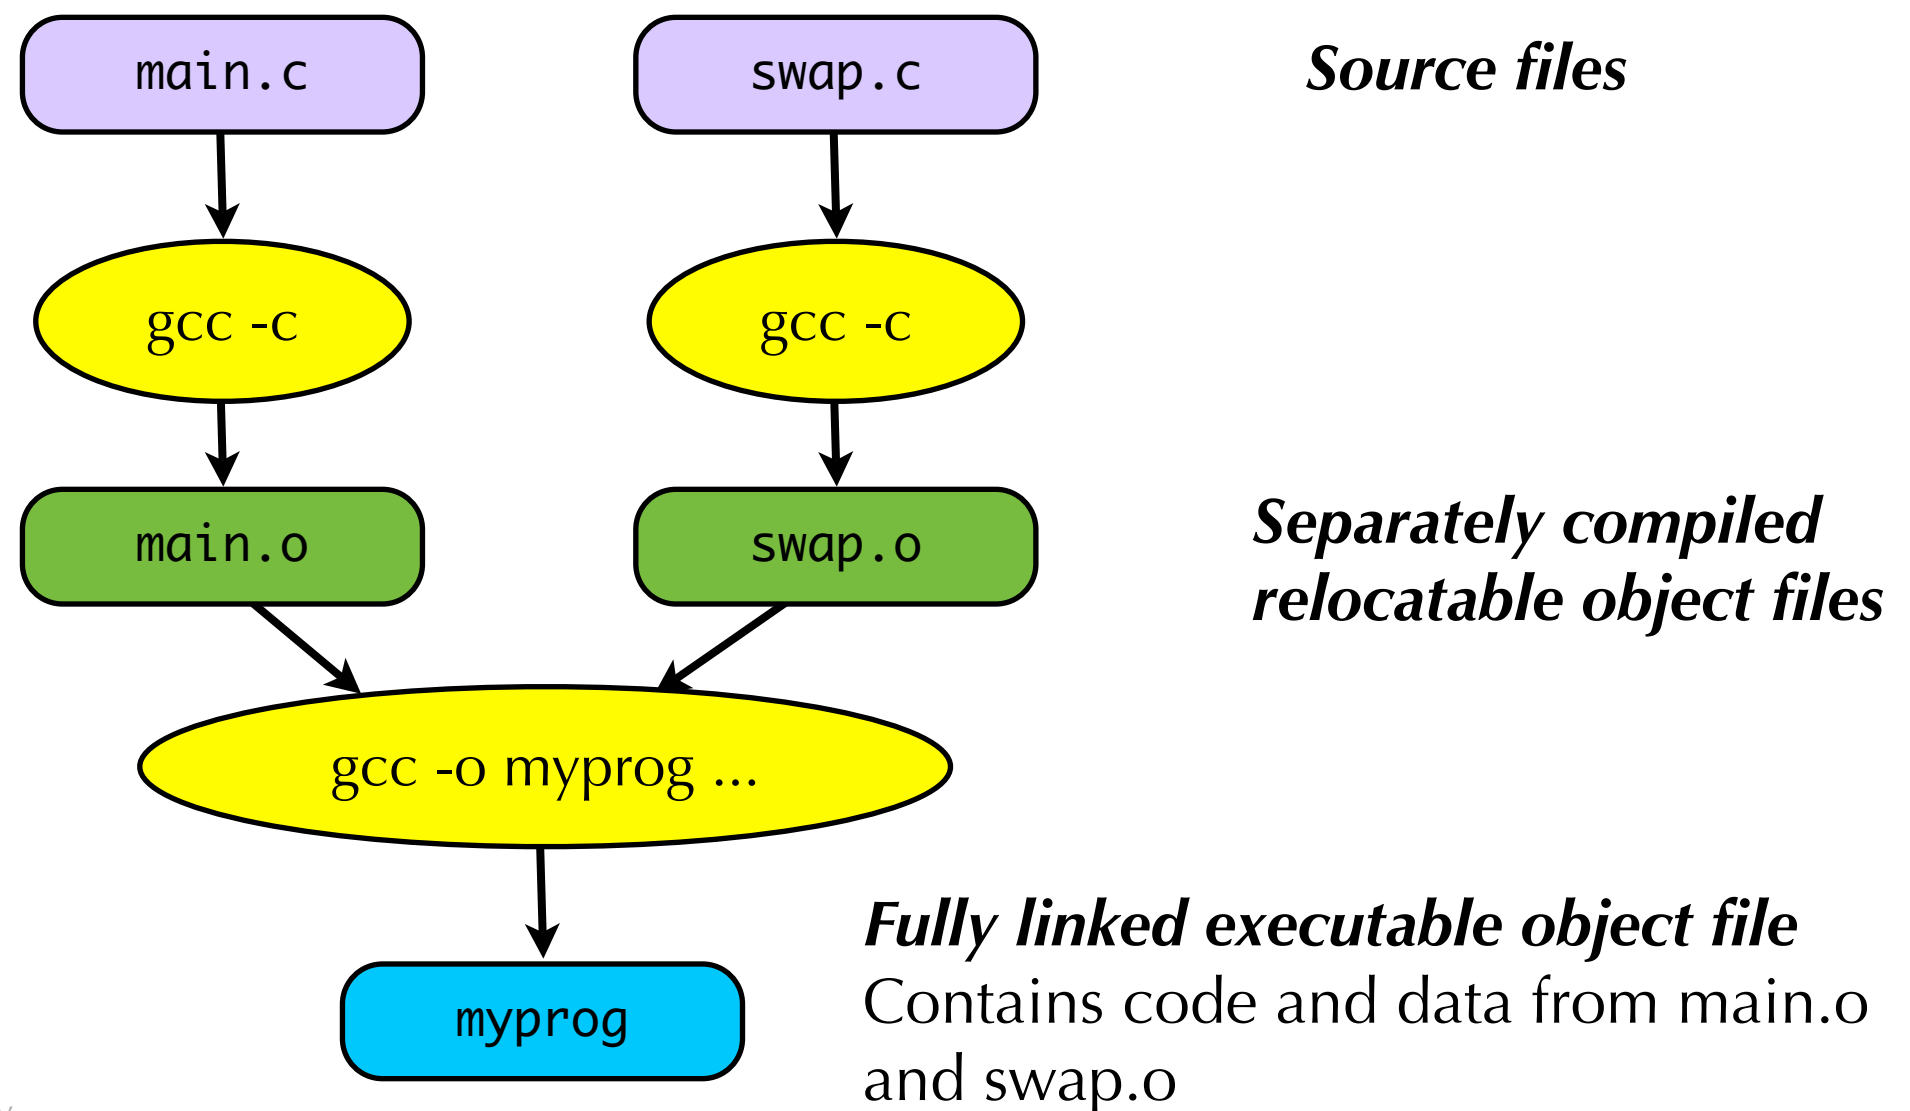 main.c
swap.c
Source files
gcc -c
gcc -c
main.o
swap.o
Separately compiled
relocatable object files
gcc -o myprog ...
myprog
Fully linked executable object file
Contains code and data from main.o
and swap.o